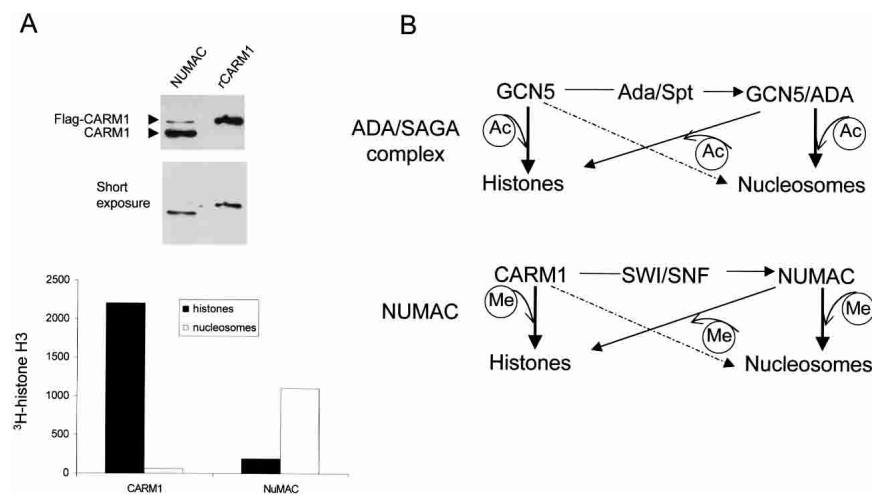 A
NUMAC
rCARM1
Flag-CARM1
CARM1
Short
exposure
2500
2000
1500
1000
500
0
³H-histone H3
histones
nucleosomes
CARM1
NuMAC
B
GCN5
Ada/Spt
GCN5/ADA
ADA/SAGA
complex
Ac
Ac
Ac
Histones
Nucleosomes
CARM1
SWI/SNF
NUMAC
NUMAC
Me
Me
Me
Histones
Nucleosomes